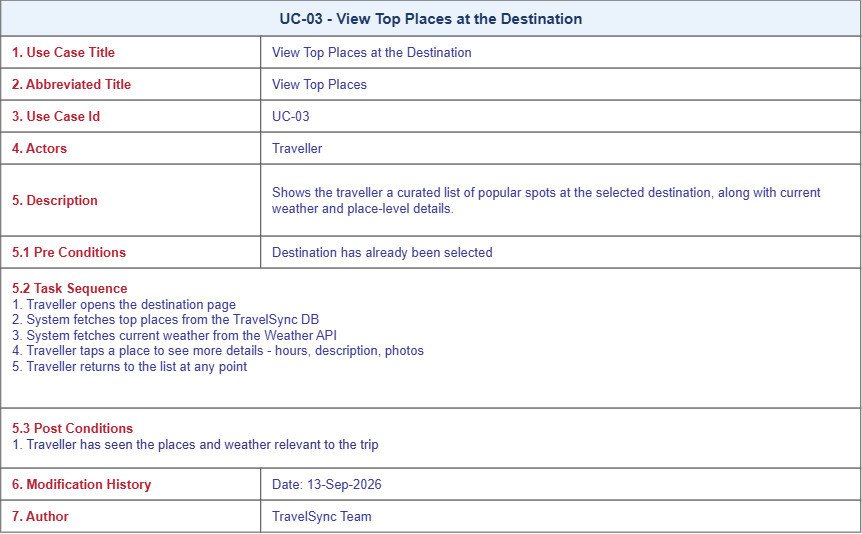 UC-03 - View Top Places at the Destination
1. Use Case Title View Top Places at the Destination
2. Abbreviated Title View Top Places
3. Use Case Id UC-03
4. Actors Traveller
5. Description Shows the traveller a curated list of popular spots at the selected destination, along with current
weather and place-level details.
5.1 Pre Conditions Destination has already been selected
5.2 Task Sequence
1. Traveller opens the destination page
2. System fetches top places from the TravelSync DB
3. System fetches current weather from the Weather API
4. Traveller taps a place to see more details - hours, description, photos
5. Traveller returns to the list at any point
5.3 Post Conditions
1. Traveller has seen the places and weather relevant to the trip
6. Modification History Date: 13-Sep-2026
7. Author TravelSync Team